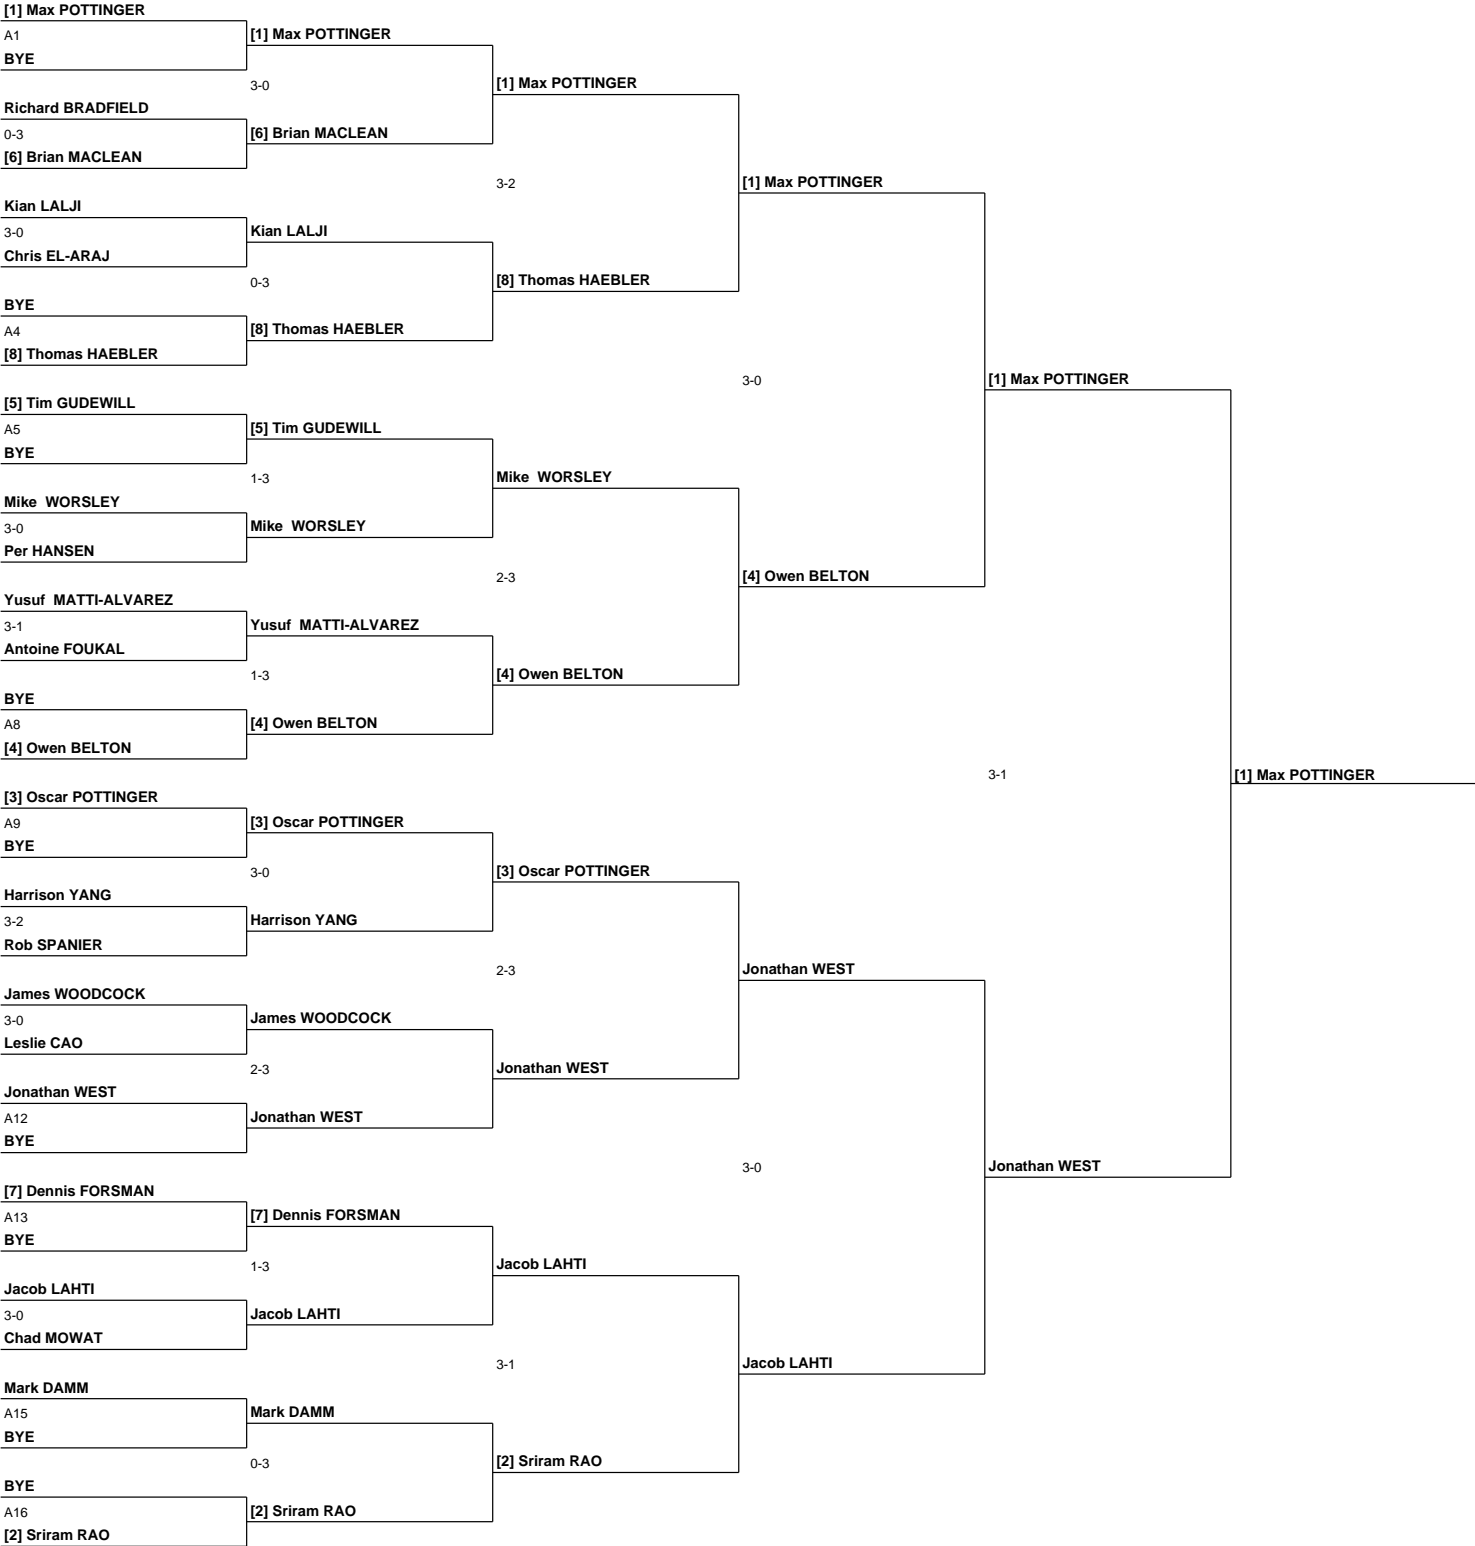 [1] Max POTTINGER
A1
BYE
Richard BRADFIELD
0-3
[6] Brian MACLEAN
Kian LALJI
3-0
Chris EL-ARAJ
BYE
A4
[8] Thomas HAEBLER
[5] Tim GUDEWILL
A5
BYE
Mike  WORSLEY
3-0
Per HANSEN
Yusuf  MATTI-ALVAREZ
3-1
Antoine FOUKAL
BYE
A8
[4] Owen BELTON
[3] Oscar POTTINGER
A9
BYE
Harrison YANG
3-2
Rob SPANIER
James WOODCOCK
3-0
Leslie CAO
Jonathan WEST
A12
BYE
[7] Dennis FORSMAN
A13
BYE
Jacob LAHTI
3-0
Chad MOWAT
Mark DAMM
A15
BYE
BYE
A16
[2] Sriram RAO
[1] Max POTTINGER
3-0
[6] Brian MACLEAN
Kian LALJI
0-3
[8] Thomas HAEBLER
[5] Tim GUDEWILL
1-3
Mike  WORSLEY
Yusuf  MATTI-ALVAREZ
1-3
[4] Owen BELTON
[3] Oscar POTTINGER
3-0
Harrison YANG
James WOODCOCK
2-3
Jonathan WEST
[7] Dennis FORSMAN
1-3
Jacob LAHTI
Mark DAMM
0-3
[2] Sriram RAO
[1] Max POTTINGER
3-2
[8] Thomas HAEBLER
Mike  WORSLEY
2-3
[4] Owen BELTON
[3] Oscar POTTINGER
2-3
Jonathan WEST
Jacob LAHTI
3-1
[2] Sriram RAO
[1] Max POTTINGER
3-0
[4] Owen BELTON
Jonathan WEST
3-0
Jacob LAHTI
[1] Max POTTINGER
3-1
Jonathan WEST
[1] Max POTTINGER